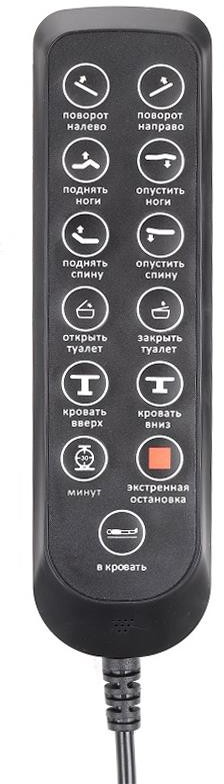 поворот
налево
поворот
направо
поднять
ноги
опустить
ноги
поднять
спину
опустить
спину
открыть
туалет
закрыть
туалет
кровать
вверх
кровать
вниз
30
минут
экстренная
остановка
в кровать